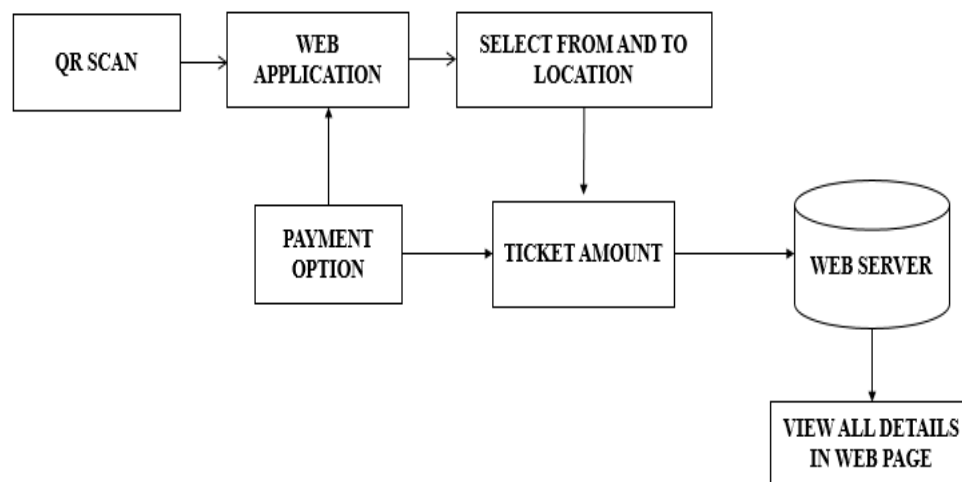 QR SCAN
WEB
APPLICATION
SELECT FROM AND TO
LOCATION
PAYMENT
OPTION
TICKET AMOUNT
WEB SERVER
VIEW ALL DETAILS
IN WEB PAGE